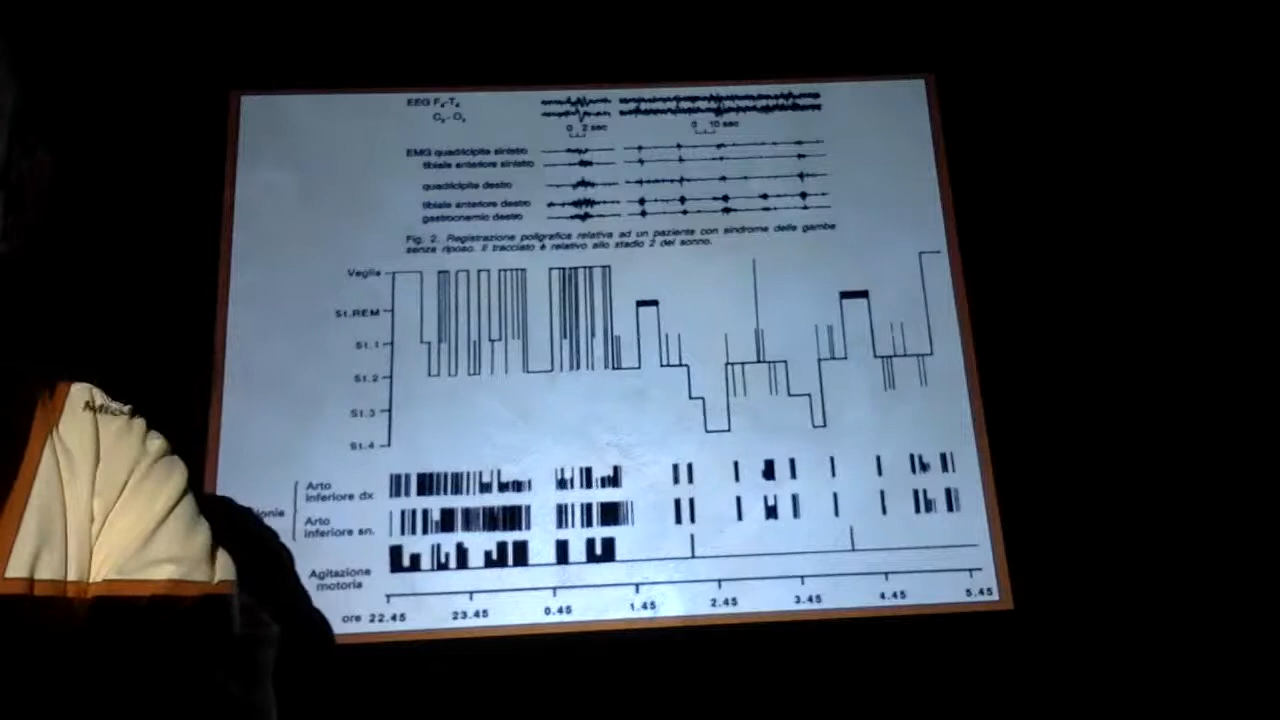 EEG F4-T4
C3-O3
0 2 sec
0 10 sec
EMG quadricipite sinistro
tibiale anteriore sinistro
quadricipite destro
tibiale anteriore destro
gastrocnemio destro
Fig. 2. Registrazione poligrafica relativa ad un paziente con sindrome delle gambe
senza riposo. Il tracciato è relativo allo stadio 2 del sonno.
Veglia
St.REM
St.1
St.2
St.3
St.4
Arto
inferiore dx
Arto
inferiore sn.
Agitazione
motoria
ore 22.45 23.45 0.45 1.45 2.45 3.45 4.45 5.45